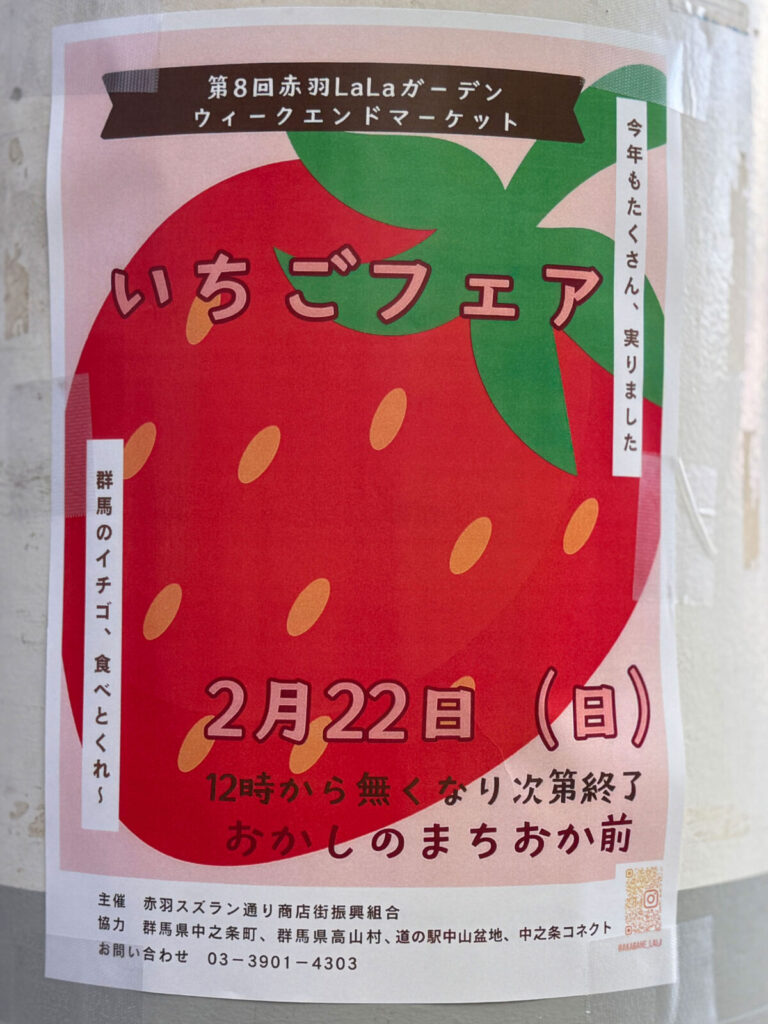 第8回赤羽LaLaガーデン
ウィークエンドマーケット
今年もたくさん、実りました
いちごフェア
群馬のイチゴ、食べとくれ~
2月22日（日）
12時から無くなり次第終了
おかしのまちおか前
主催 赤羽スズラン通り商店街振興組合
協力 群馬県中之条町、群馬県高山村、道の駅中山盆地、中之条コネクト
お問い合わせ 03-3901-4303
@AKABANE_LALA